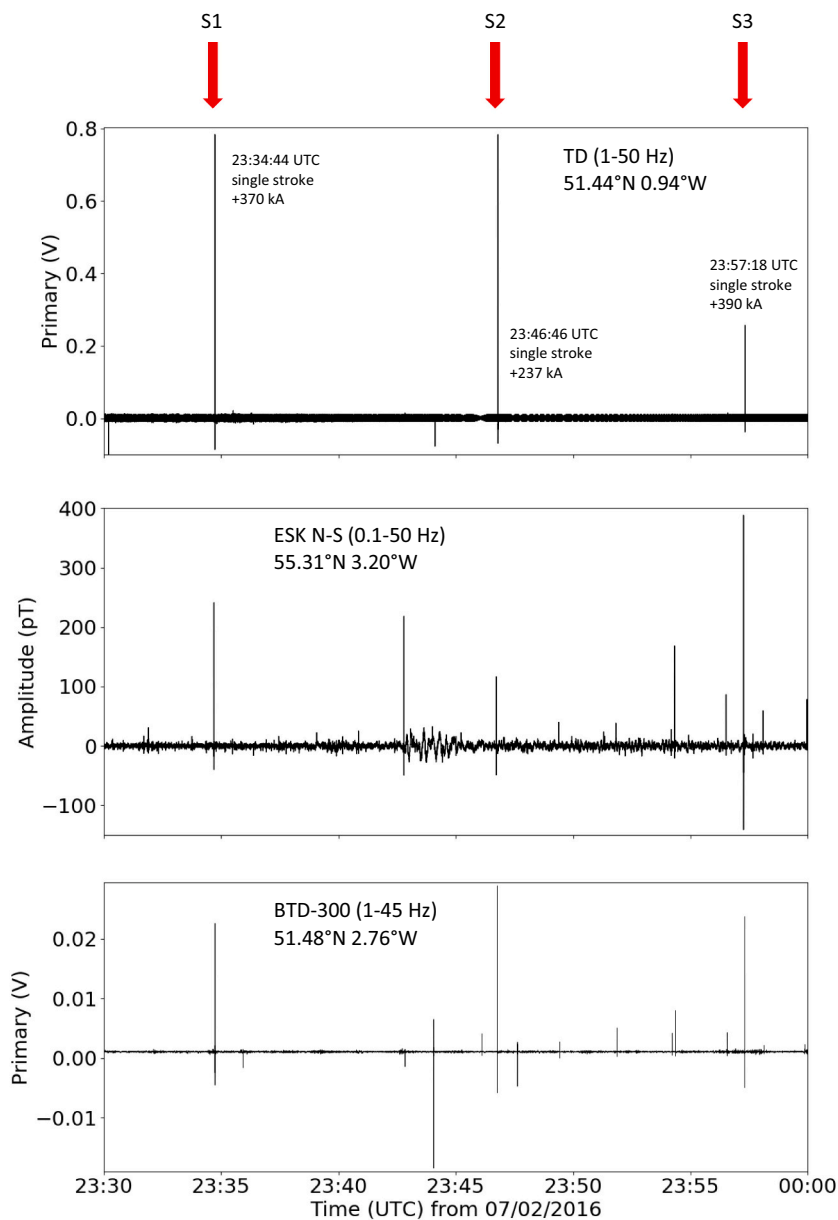 S1
S2
S3
0.8
0.6
0.4
0.2
0.0
Primary (V)
23:34:44 UTC
single stroke
+370 kA
TD (1-50 Hz)
51.44°N 0.94°W
23:46:46 UTC
single stroke
+237 kA
23:57:18 UTC
single stroke
+390 kA
400
300
200
100
0
−100
Amplitude (pT)
ESK N-S (0.1-50 Hz)
55.31°N 3.20°W
0.02
0.01
0.00
−0.01
Primary (V)
BTD-300 (1-45 Hz)
51.48°N 2.76°W
23:30 23:35 23:40 23:45 23:50 23:55 00:00
Time (UTC) from 07/02/2016